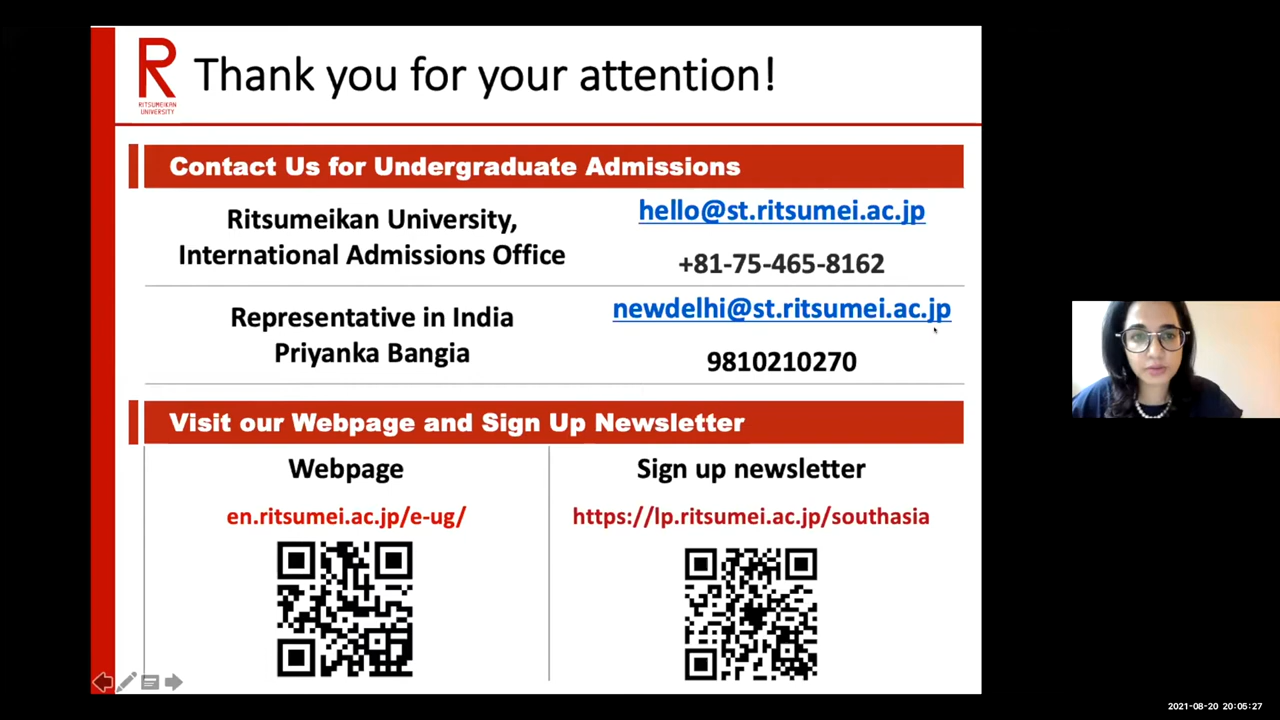 R
RITSUMEIKAN
UNIVERSITY
Thank you for your attention!
Contact Us for Undergraduate Admissions
Ritsumeikan University,
International Admissions Office
hello@st.ritsumei.ac.jp
+81-75-465-8162
Representative in India
Priyanka Bangia
newdelhi@st.ritsumei.ac.jp
9810210270
Visit our Webpage and Sign Up Newsletter
Webpage
en.ritsumei.ac.jp/e-ug/
Sign up newsletter
https://lp.ritsumei.ac.jp/southasia
2021-08-20 20:05:27